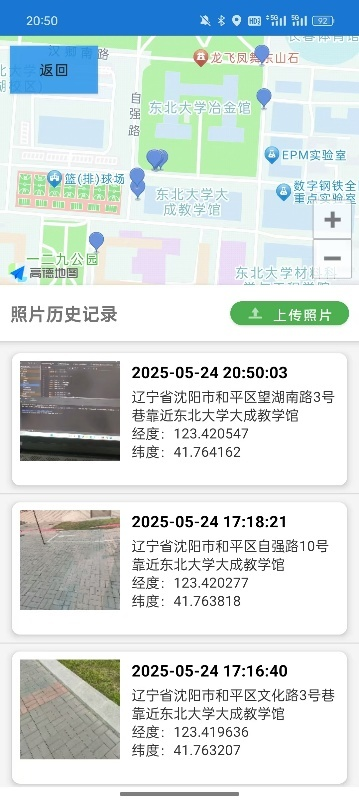 20:50
HD
5G
5G
92
汉卿南路
返回
自强路
龙飞凤舞泰山石
东北大学冶金馆
EPM实验室
数字钢铁全
重点实验室
篮(排)球场
东北大学大
成教学馆
一二九公园
高德地图
东北大学材料科
+
−
照片历史记录
上传照片
2025-05-24 20:50:03
辽宁省沈阳市和平区望湖南路3号
巷靠近东北大学大成教学馆
经度：123.420547
纬度：41.764162
2025-05-24 17:18:21
辽宁省沈阳市和平区自强路10号
靠近东北大学大成教学馆
经度：123.420277
纬度：41.763818
2025-05-24 17:16:40
辽宁省沈阳市和平区文化路3号巷
靠近东北大学大成教学馆
经度：123.419636
纬度：41.763207